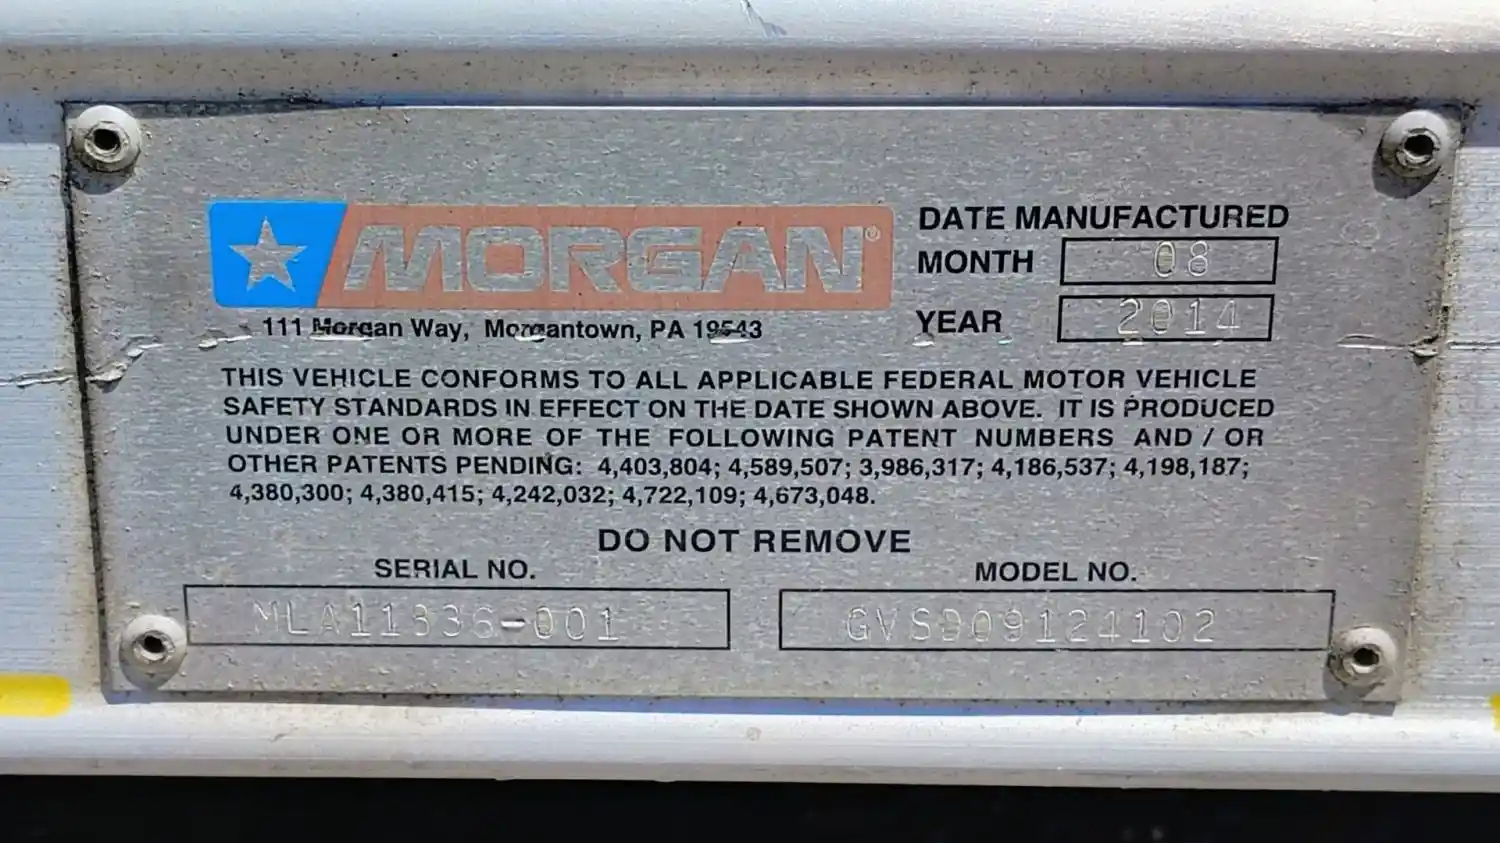 MORGAN®
111 Morgan Way, Morgantown, PA 19543
DATE MANUFACTURED
MONTH 08
YEAR 2014
THIS VEHICLE CONFORMS TO ALL APPLICABLE FEDERAL MOTOR VEHICLE
SAFETY STANDARDS IN EFFECT ON THE DATE SHOWN ABOVE. IT IS PRODUCED
UNDER ONE OR MORE OF THE FOLLOWING PATENT NUMBERS AND / OR
OTHER PATENTS PENDING: 4,403,804; 4,589,507; 3,986,317; 4,186,537; 4,198,187;
4,380,300; 4,380,415; 4,242,032; 4,722,109; 4,673,048.
DO NOT REMOVE
SERIAL NO.
MODEL NO.